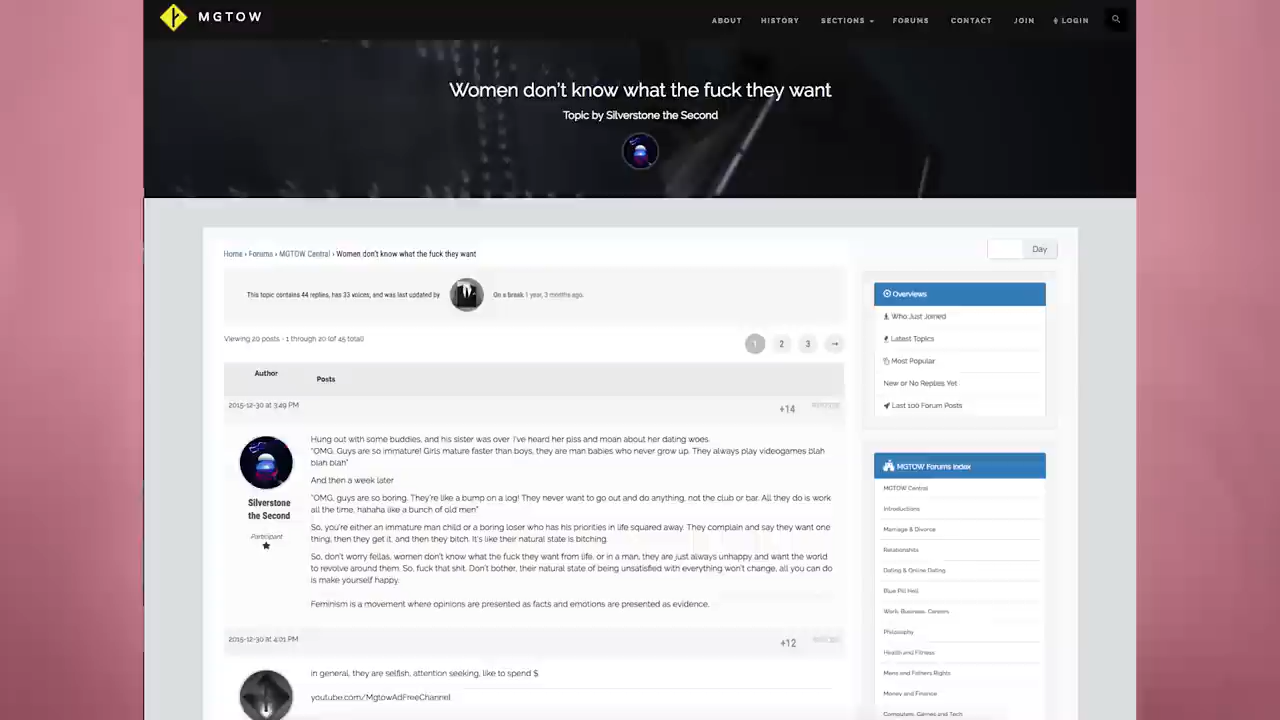 MGTOW
ABOUT HISTORY SECTIONS FORUMS CONTACT JOIN LOGIN
Women don't know what the fuck they want
Topic by Silverstone the Second
Home › Forums › MGTOW Central › Women don't know what the fuck they want
Day
This topic contains 44 replies, has 33 voices, and was last updated by On a break 1 year, 3 months ago.
Viewing 20 posts - 1 through 20 (of 45 total)
1 2 3 →
Author Posts
2015-12-30 at 3:49 PM +14
Silverstone
the Second
Participant
Hung out with some buddies, and his sister was over. I've heard her piss and moan about her dating woes.
"OMG. Guys are so immature! Girls mature faster than boys, they are man babies who never grow up. They always play videogames blah
blah blah"
And then a week later
"OMG, guys are so boring. They're like a bump on a log! They never want to go out and do anything, not the club or bar. All they do is work
all the time, hahaha like a bunch of old men"
So, you're either an immature man child or a boring loser who has his priorities in life squared away. They complain and say they want one
thing, then they get it, and then they bitch. It's like their natural state is bitching.
So, don't worry fellas, women don't know what the fuck they want from life, or in a man, they are just always unhappy and want the world
to revolve around them. So, fuck that shit. Don't bother, their natural state of being unsatisfied with everything won't change, all you can do
is make yourself happy.
Feminism is a movement where opinions are presented as facts and emotions are presented as evidence.
2015-12-30 at 4:01 PM +12
in general, they are selfish, attention seeking, like to spend $
youtube.com/MgtowAdFreeChannel
Overviews
Who Just Joined
Latest Topics
Most Popular
New or No Replies Yet
Last 100 Forum Posts
MGTOW Forums Index
MGTOW Central
Introductions
Marriage & Divorce
Relationshits
Dating & Online Dating
Blue Pill Hell
Work, Business, Careers
Philosophy
Health and Fitness
Mens and Fathers Rights
Money and Finance
Computers, Games and Tech